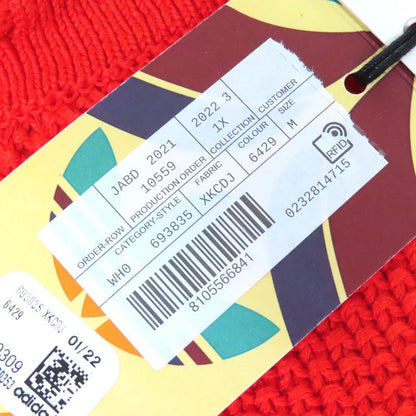 JABD 2021 2022 3
ORDER-ROW PRODUCTION ORDER COLLECTION CUSTOMER
10559 1X
CATEGORY-STYLE FABRIC COLOUR SIZE
WH0 693835 XKCDJ 6429 M
8105566841 0232814715
RFID
XKCDJ
6429
01/22
adidas